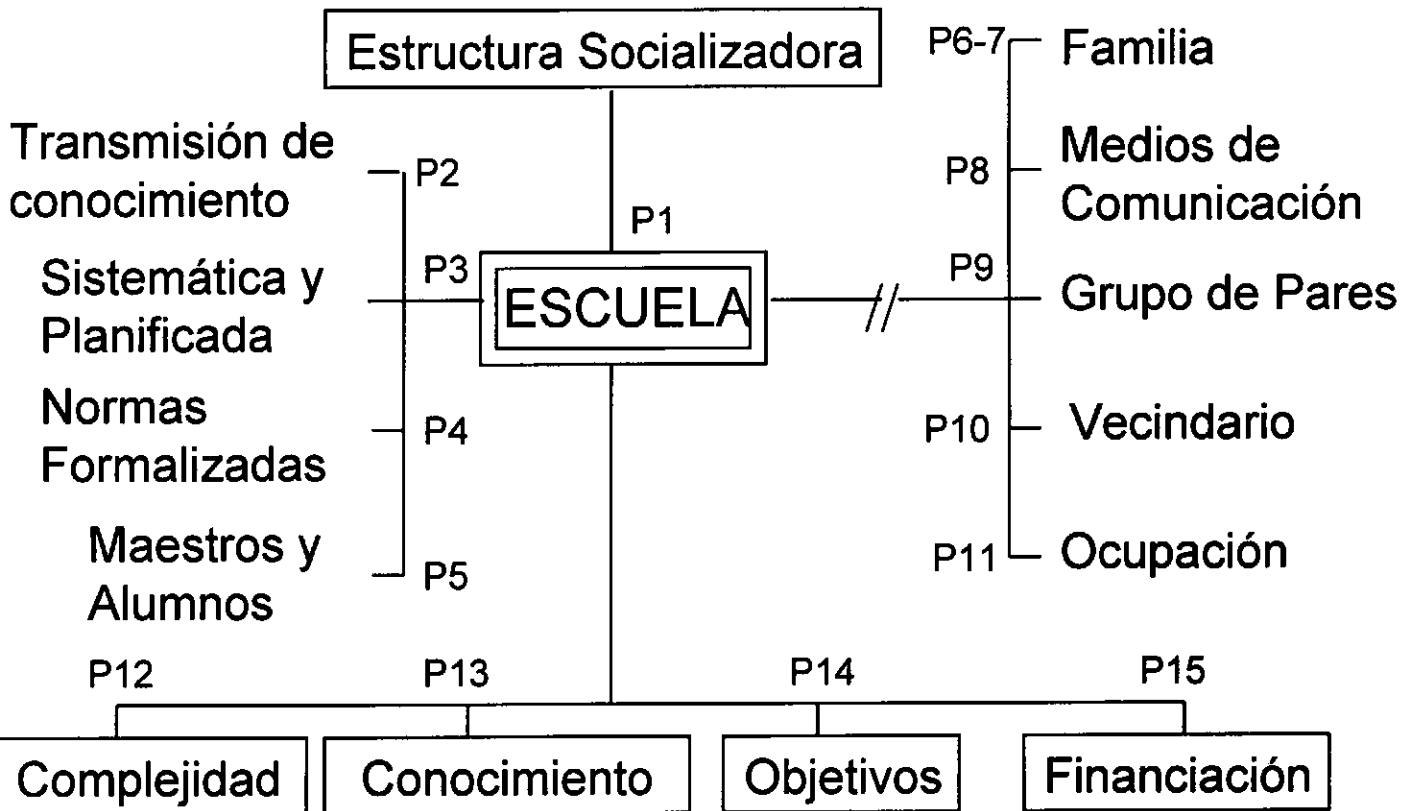 Estructura Socializadora
P1
ESCUELA
Transmisión de
conocimiento
P2
Sistemática y
Planificada
P3
Normas
Formalizadas
P4
Maestros y
Alumnos
P5
P6-7
Familia
P8
Medios de
Comunicación
P9
Grupo de Pares
P10
Vecindario
P11
Ocupación
P12
Complejidad
P13
Conocimiento
P14
Objetivos
P15
Financiación